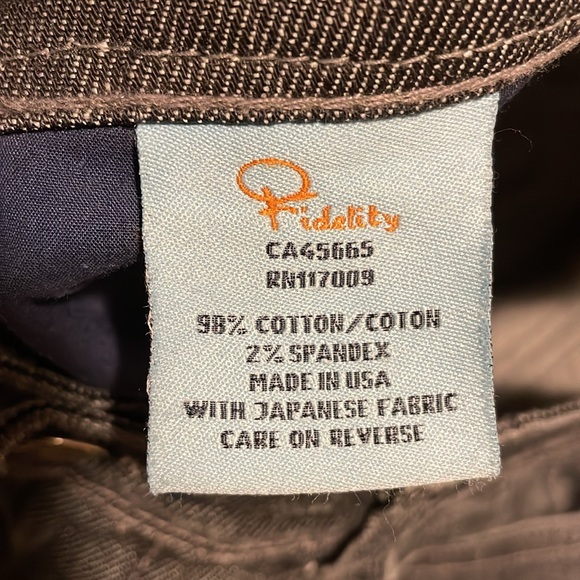 Fidelity
CA45665
RN117009
98% COTTON/COTON
2% SPANDEX
MADE IN USA
WITH JAPANESE FABRIC
CARE ON REVERSE